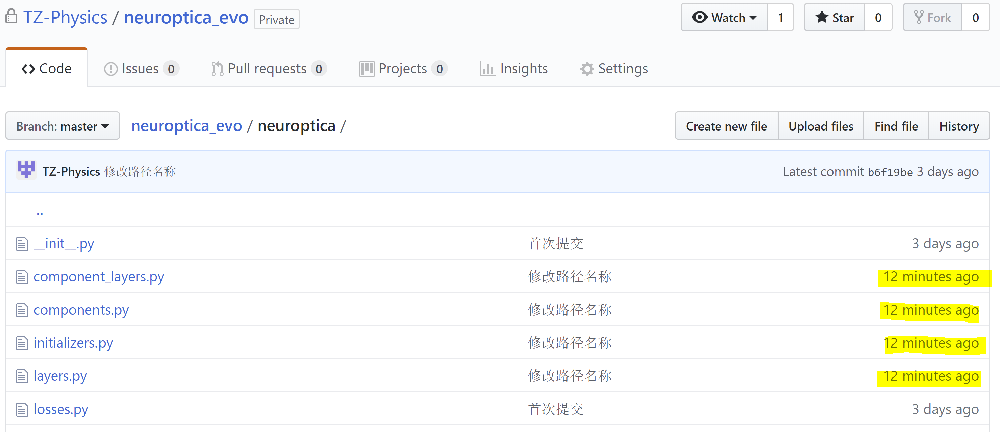 TZ-Physics / neuroptica_evo Private Watch 1 Star 0 Fork 0
Code Issues 0 Pull requests 0 Projects 0 Insights Settings
Branch: master neuroptica_evo / neuroptica / Create new file Upload files Find file History
TZ-Physics 修改路径名称 Latest commit b6f19be 3 days ago
..
__init__.py 首次提交 3 days ago
component_layers.py 修改路径名称 12 minutes ago
components.py 修改路径名称 12 minutes ago
initializers.py 修改路径名称 12 minutes ago
layers.py 修改路径名称 12 minutes ago
losses.py 首次提交 3 days ago